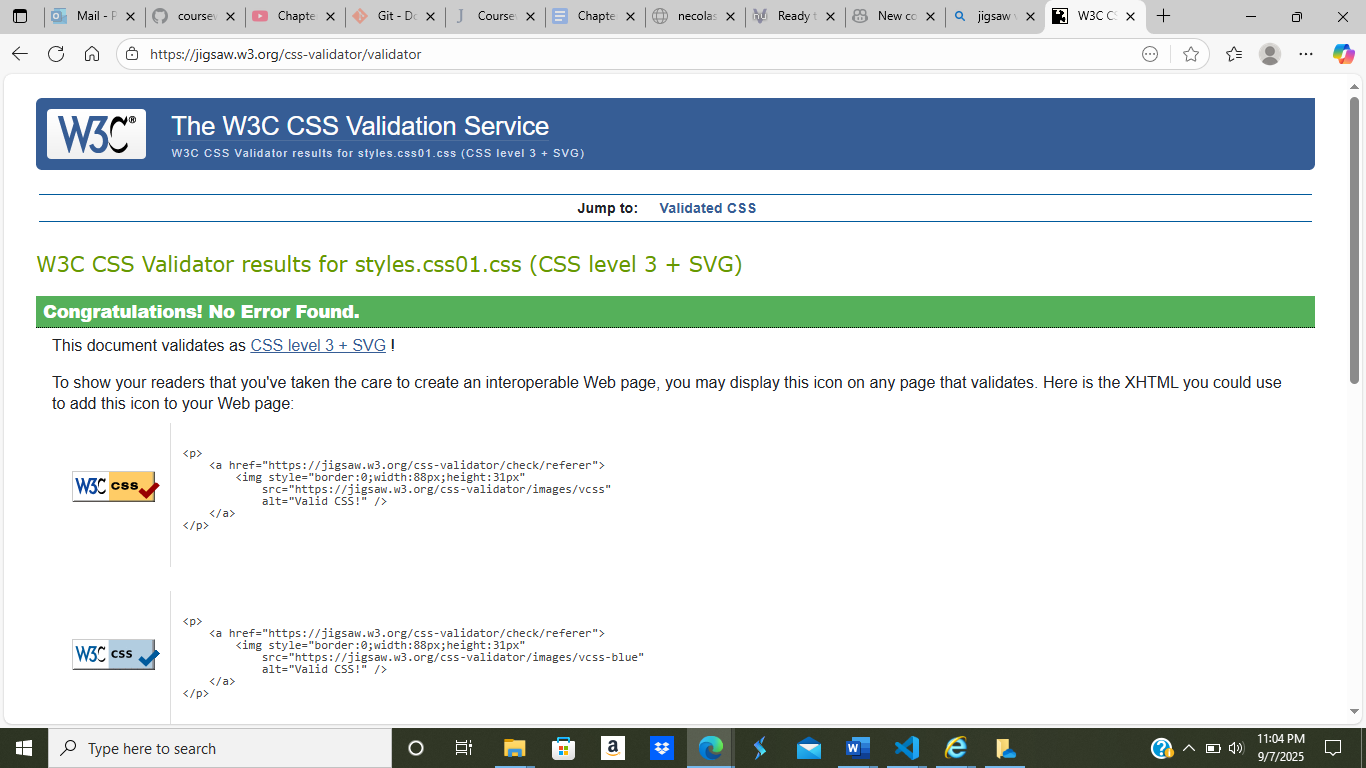 Mail - P
course
Chapte
Git - Do
Course
Chapte
necolas
Ready t
New co
jigsaw v
W3C CS
https://jigsaw.w3.org/css-validator/validator
W3C®
The W3C CSS Validation Service
W3C CSS Validator results for styles.css01.css (CSS level 3 + SVG)
Jump to: Validated CSS
W3C CSS Validator results for styles.css01.css (CSS level 3 + SVG)
Congratulations! No Error Found.
This document validates as CSS level 3 + SVG !
To show your readers that you've taken the care to create an interoperable Web page, you may display this icon on any page that validates. Here is the XHTML you could use
to add this icon to your Web page:
W3C css
<p>
<a href="https://jigsaw.w3.org/css-validator/check/referer">
<img style="border:0;width:88px;height:31px"
src="https://jigsaw.w3.org/css-validator/images/vcss"
alt="Valid CSS!" />
</a>
</p>
W3C css
<p>
<a href="https://jigsaw.w3.org/css-validator/check/referer">
<img style="border:0;width:88px;height:31px"
src="https://jigsaw.w3.org/css-validator/images/vcss-blue"
alt="Valid CSS!" />
</a>
</p>
Type here to search
11:04 PM
9/7/2025